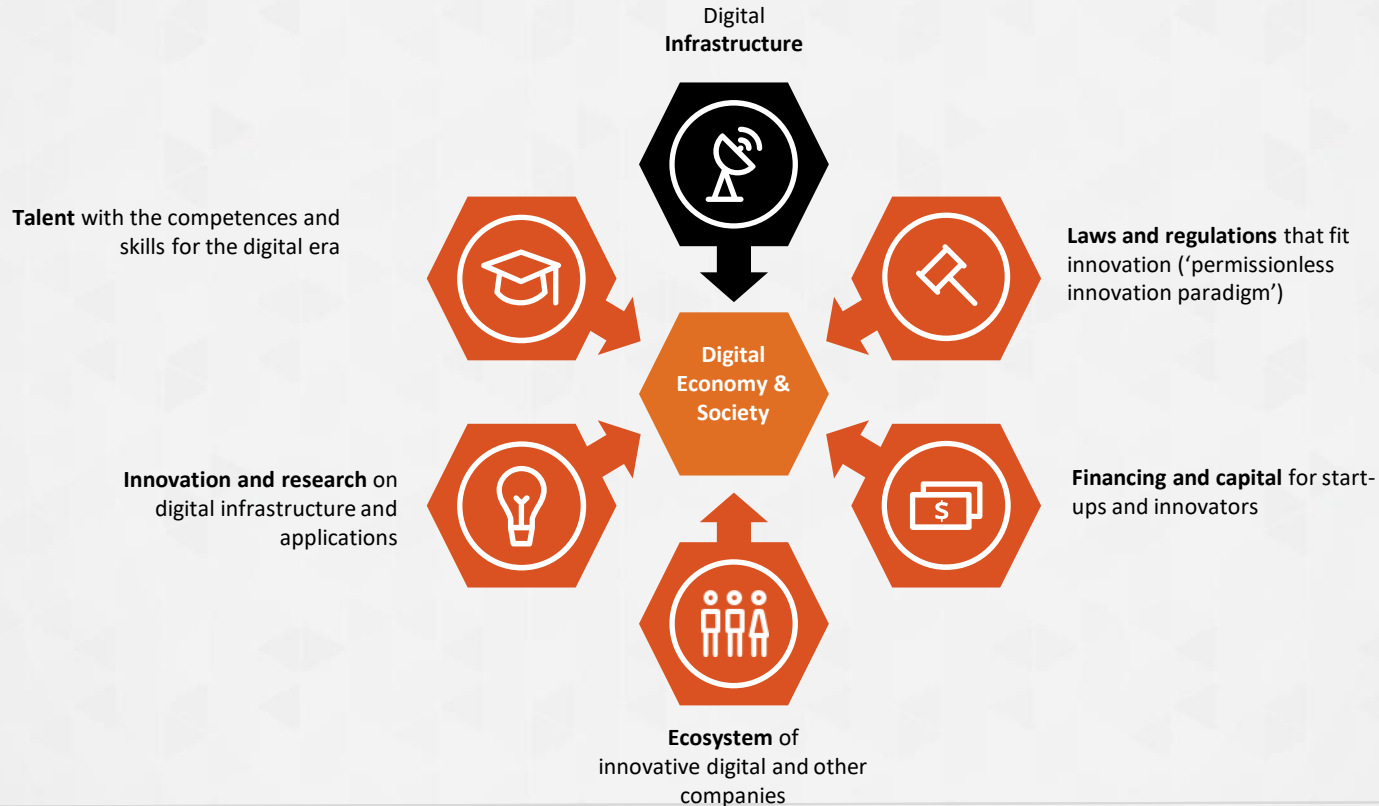 Digital
Infrastructure
Talent with the competences and
skills for the digital era
Laws and regulations that fit
innovation (‘permissionless
innovation paradigm’)
Digital
Economy &
Society
Innovation and research on
digital infrastructure and
applications
Financing and capital for start-
ups and innovators
$
Ecosystem of
innovative digital and other
companies